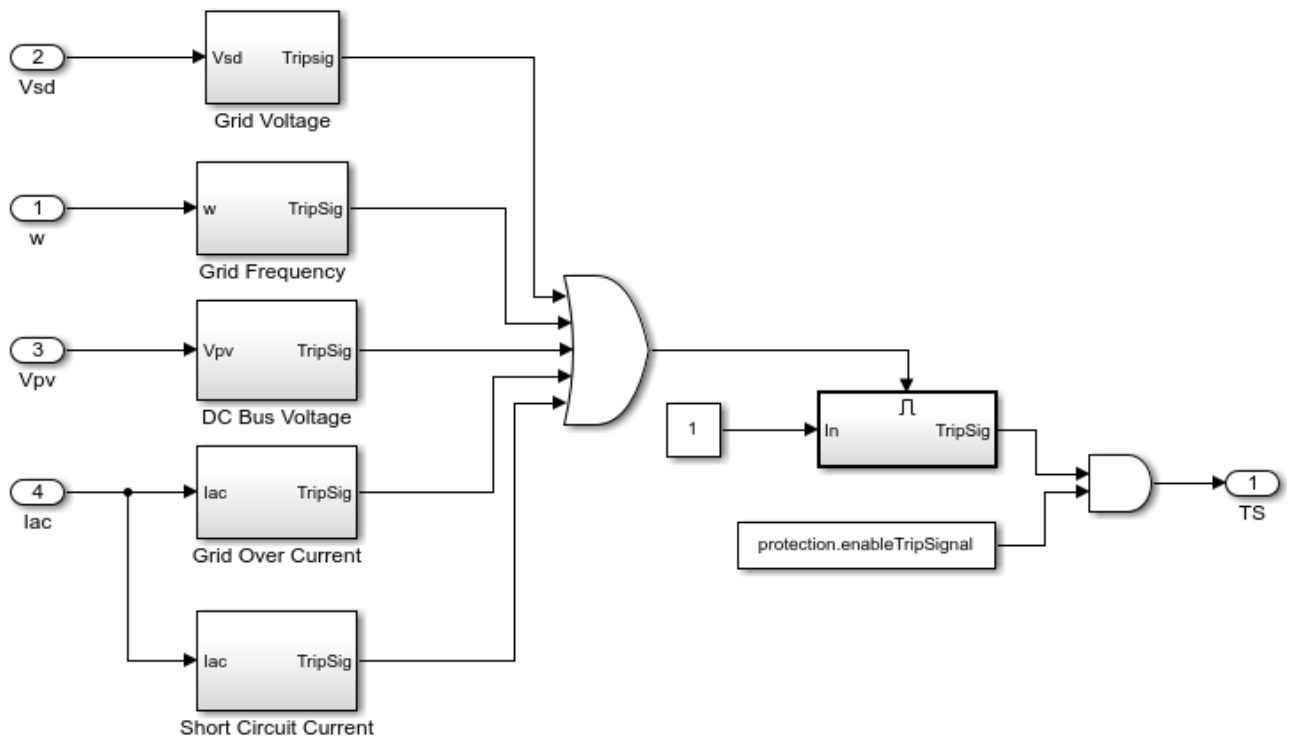 2
Vsd
Vsd Tripsig
Grid Voltage
1
w
w TripSig
Grid Frequency
3
Vpv
Vpv TripSig
DC Bus Voltage
4
Iac
Iac TripSig
Grid Over Current
Iac TripSig
Short Circuit Current
1
In TripSig
protection.enableTripSignal
1
TS